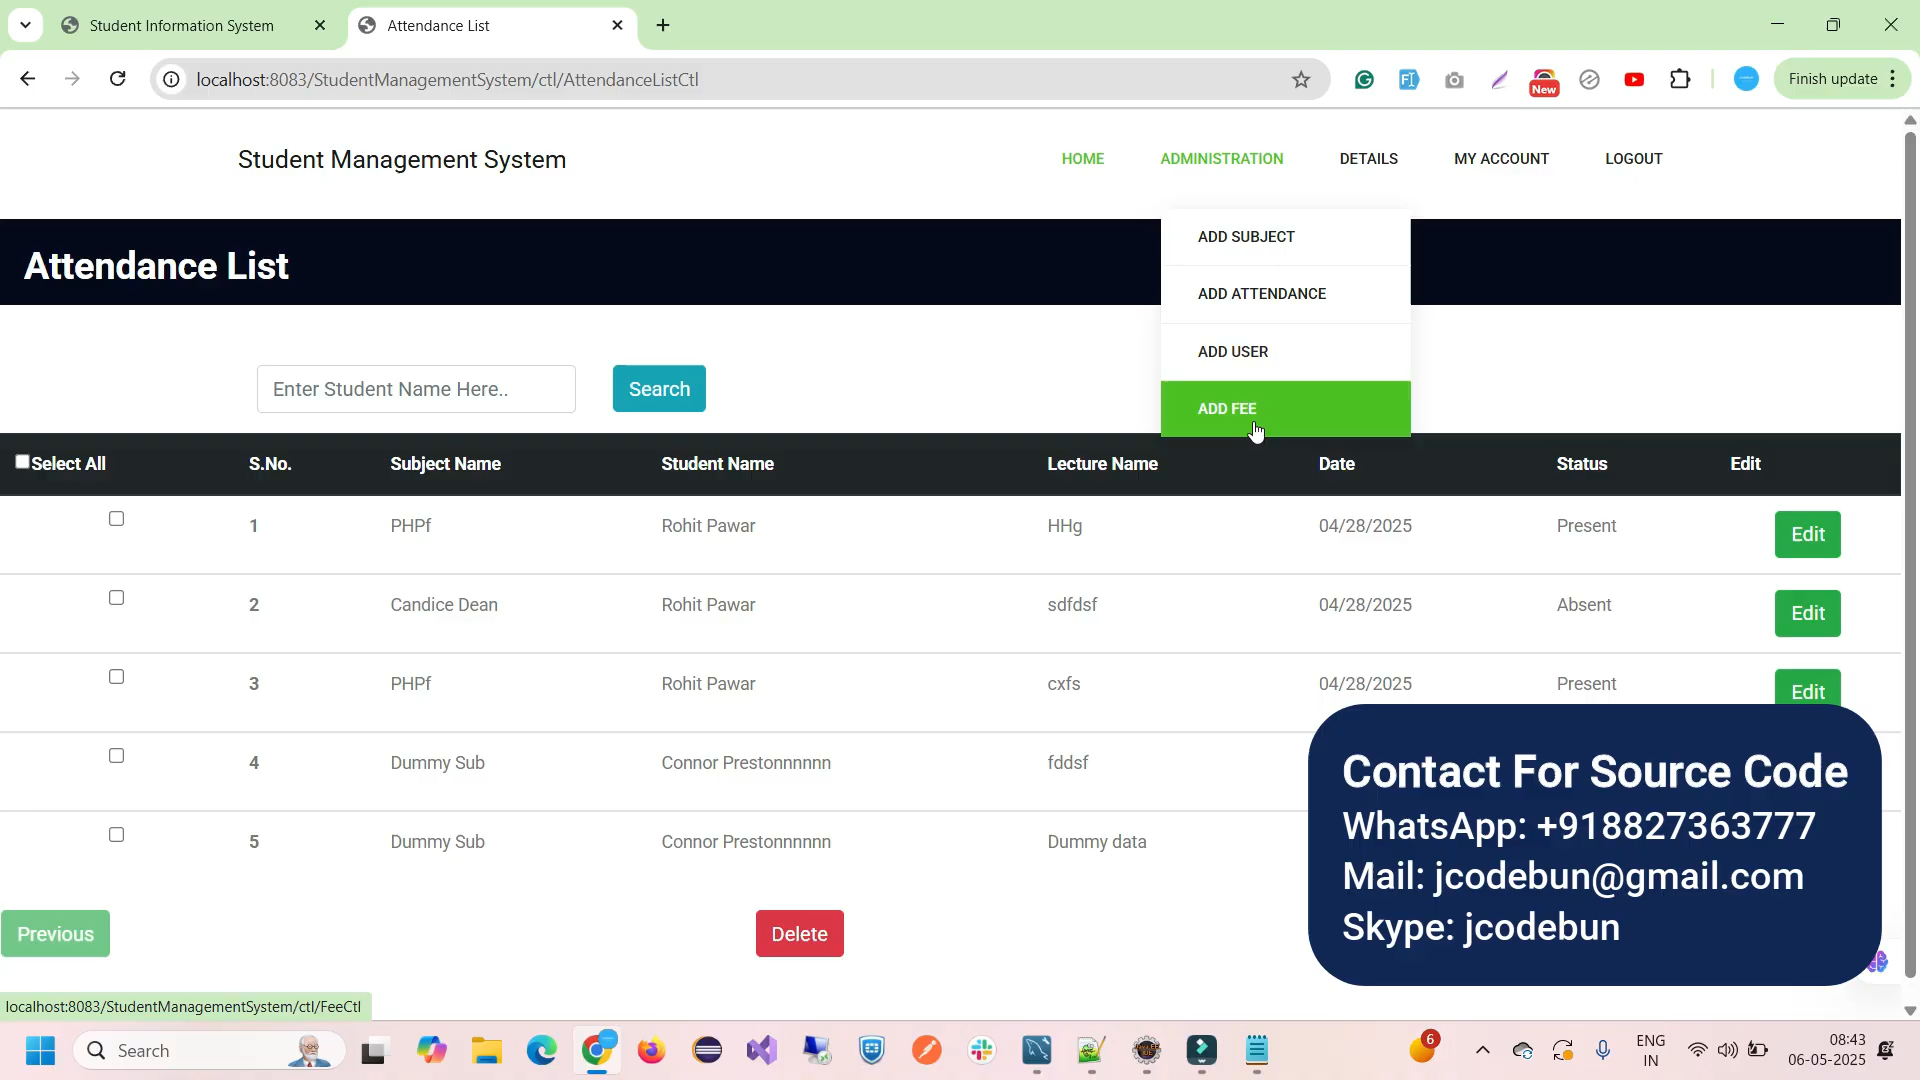 Student Information System
Attendance List
localhost:8083/StudentManagementSystem/ctl/AttendanceListCtl
New
Finish update
Student Management System
HOME
ADMINISTRATION
DETAILS
MY ACCOUNT
LOGOUT
ADD SUBJECT
ADD ATTENDANCE
ADD USER
ADD FEE
Attendance List
Enter Student Name Here..
Search
Select All S.No. Subject Name Student Name Lecture Name Date Status Edit
1 PHPf Rohit Pawar HHg 04/28/2025 Present Edit
2 Candice Dean Rohit Pawar sdfdsf 04/28/2025 Absent Edit
3 PHPf Rohit Pawar cxfs 04/28/2025 Present Edit
4 Dummy Sub Connor Prestonnnnnn fddsf
5 Dummy Sub Connor Prestonnnnnn Dummy data
Previous
Delete
Contact For Source Code
WhatsApp: +918827363777
Mail: jcodebun@gmail.com
Skype: jcodebun
localhost:8083/StudentManagementSystem/ctl/FeeCtl
Search
6
ENG
IN
08:43
06-05-2025